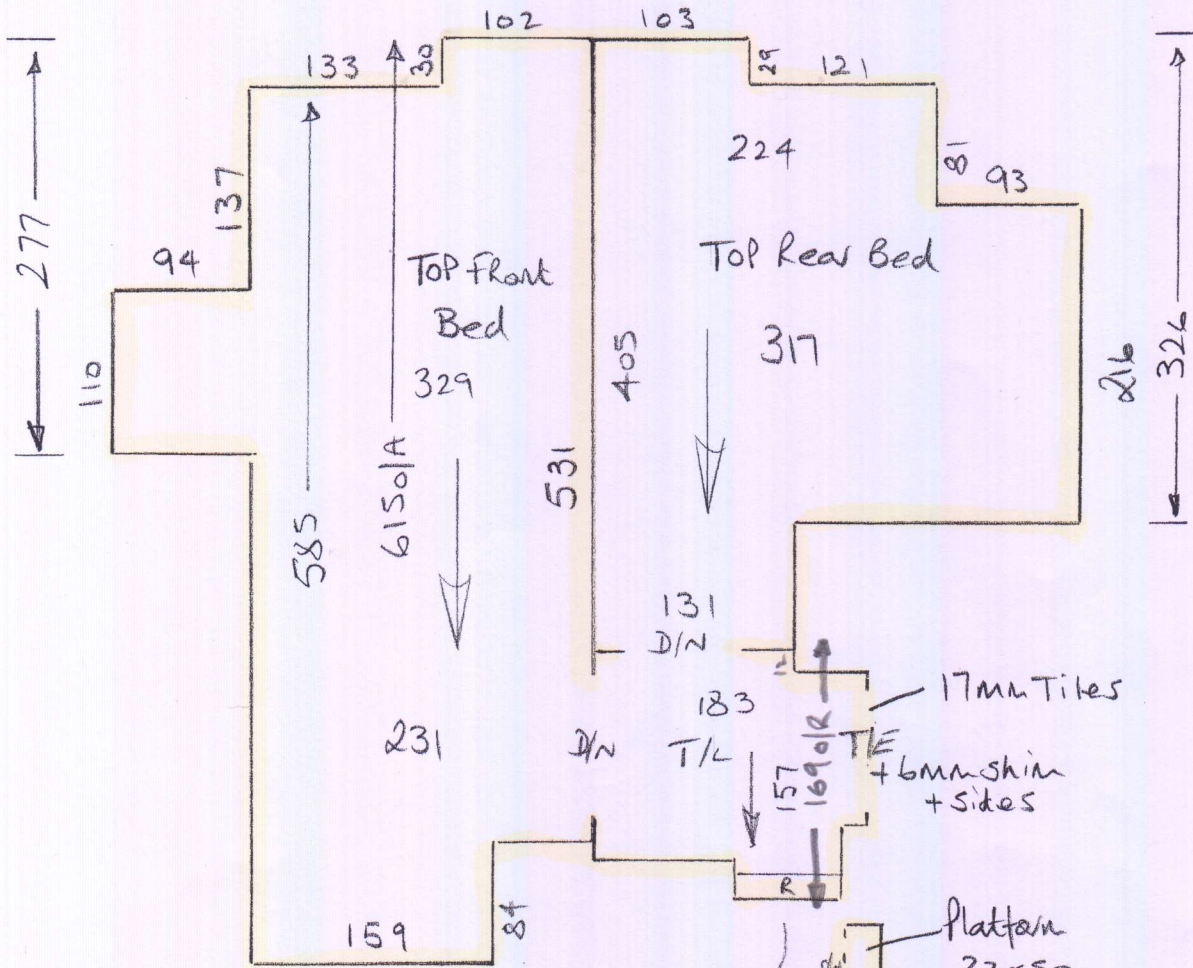 102
103
133
30
29
121
277
137
224
81
93
94
Top Front
Bed
329
Top Rear Bed
317
405
110
216
326
615 O/A
531
585
131
D/N
12
183
T/L
D/N
231
157
169 O/R
17mm Tiles
T/E
+6mm shim
+ sides
R
84
159
Platform